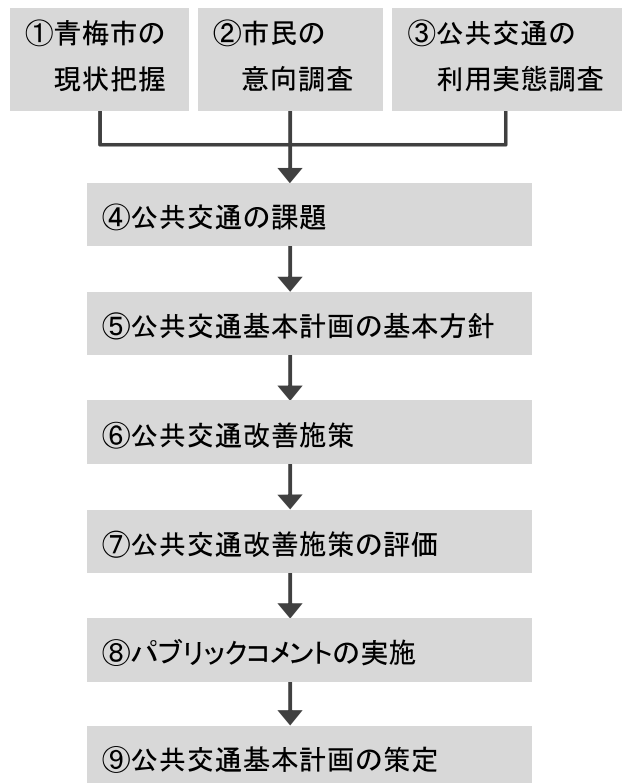 ①青梅市の
現状把握
②市民の
意向調査
③公共交通の
利用実態調査
④公共交通の課題
⑤公共交通基本計画の基本方針
⑥公共交通改善施策
⑦公共交通改善施策の評価
⑧パブリックコメントの実施
⑨公共交通基本計画の策定